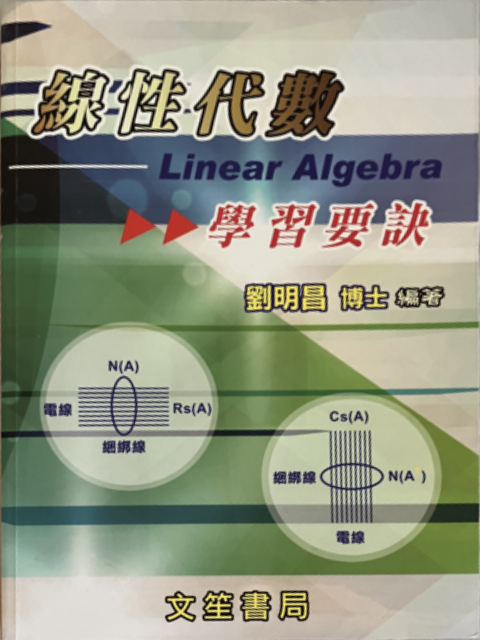 線性代數
Linear Algebra
學習要訣
劉明昌 博士 編著
N(A)
電線
Rs(A)
綑綁線
Cs(A)
綑綁線
N(A )
電線
文笙書局